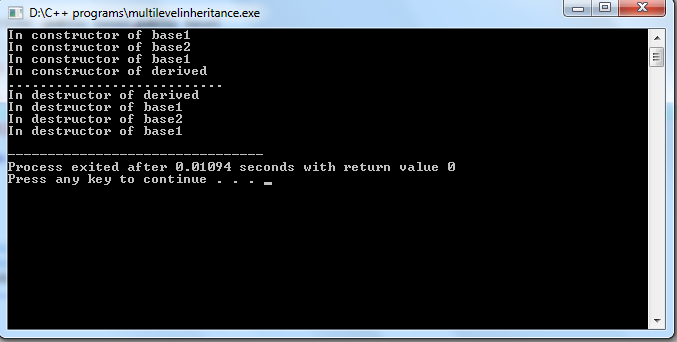 D:\C++ programs\multilevelinheritance.exe
In constructor of base1
In constructor of base2
In constructor of base1
In constructor of derived
...........................
In destructor of derived
In destructor of base1
In destructor of base2
In destructor of base1
--------------------------------
Process exited after 0.01094 seconds with return value 0
Press any key to continue . . . _